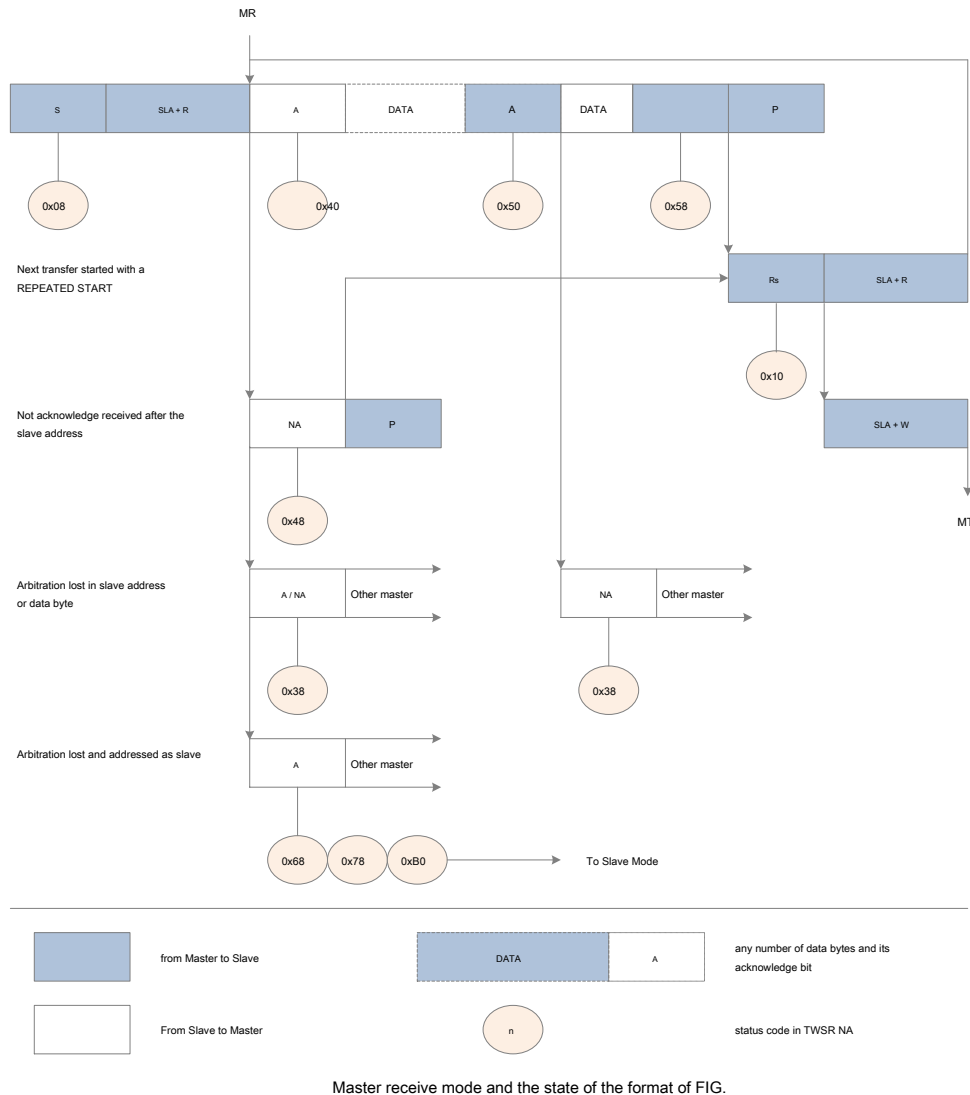 MR
S
SLA + R
A
DATA
A
DATA
P
0x08
0x40
0x50
0x58
Next transfer started with a
REPEATED START
Rs
SLA + R
0x10
Not acknowledge received after the
slave address
NA
P
SLA + W
0x48
MT
Arbitration lost in slave address
or data byte
A / NA
Other master
NA
Other master
0x38
0x38
Arbitration lost and addressed as slave
A
Other master
0x68
0x78
0xB0
To Slave Mode
from Master to Slave
DATA
A
any number of data bytes and its
acknowledge bit
From Slave to Master
n
status code in TWSR NA
Master receive mode and the state of the format of FIG.